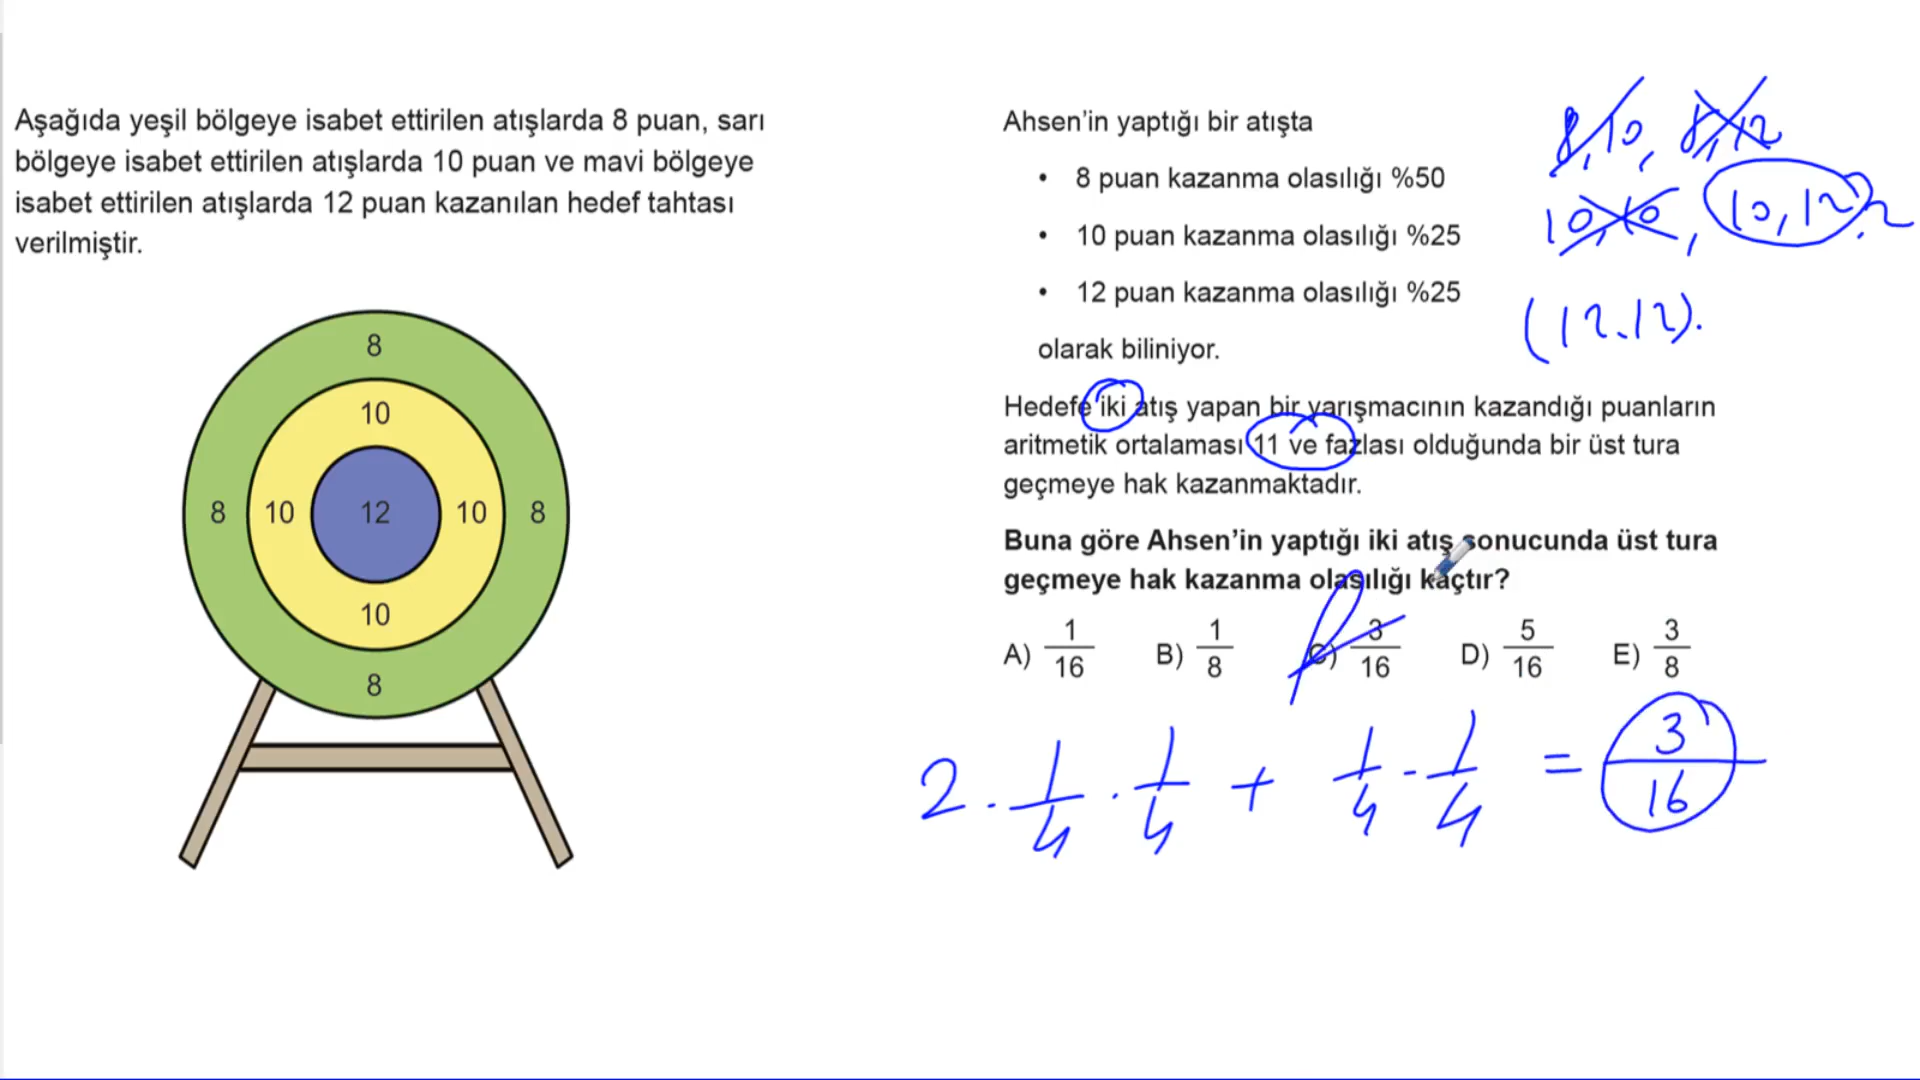 Aşağıda yeşil bölgeye isabet ettirilen atışlarda 8 puan, sarı
bölgeye isabet ettirilen atışlarda 10 puan ve mavi bölgeye
isabet ettirilen atışlarda 12 puan kazanılan hedef tahtası
verilmiştir.
8
10
8 10 12 10 8
10
8
Ahsen’in yaptığı bir atışta
• 8 puan kazanma olasılığı %50
• 10 puan kazanma olasılığı %25
• 12 puan kazanma olasılığı %25
olarak biliniyor.
8,10, 8,12
10,10, 10,12 . 2
(12.12).
Hedefe iki atış yapan bir yarışmacının kazandığı puanların
aritmetik ortalaması 11 ve fazlası olduğunda bir üst tura
geçmeye hak kazanmaktadır.
Buna göre Ahsen’in yaptığı iki atış sonucunda üst tura
geçmeye hak kazanma olasılığı kaçtır?
A) 1/16 B) 1/8 C) 3/16 D) 5/16 E) 3/8
2 . 1/4 . 1/4 + 1/4 . 1/4 = 3/16